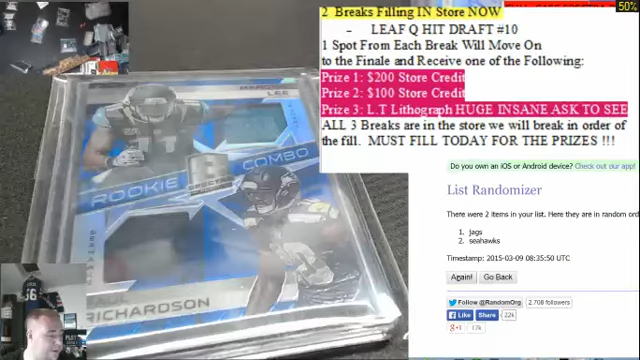 2 Breaks Filling IN Store NOW
- LEAF Q HIT DRAFT #10
1 Spot From Each Break Will Move On
to the Finale and Receive one of the Following:
Prize 1: $200 Store Credit
Prize 2: $100 Store Credit
Prize 3: L.T Lithograph HUGE INSANE ASK TO SEE
ALL 3 Breaks are in the store we will break in order of
the fill. MUST FILL TODAY FOR THE PRIZES !!!
50%
LEE
11
ROOKIE
COMBO
RICHARDSON
Do you own an iOS or Android device? Check out our app!
List Randomizer
There were 2 items in your list. Here they are in random ord
1. jags
2. seahawks
Timestamp: 2015-03-09 08:35:50 UTC
Again!
Go Back
Follow @RandomOrg
2,708 followers
Like
Share
22k
g+1
17k